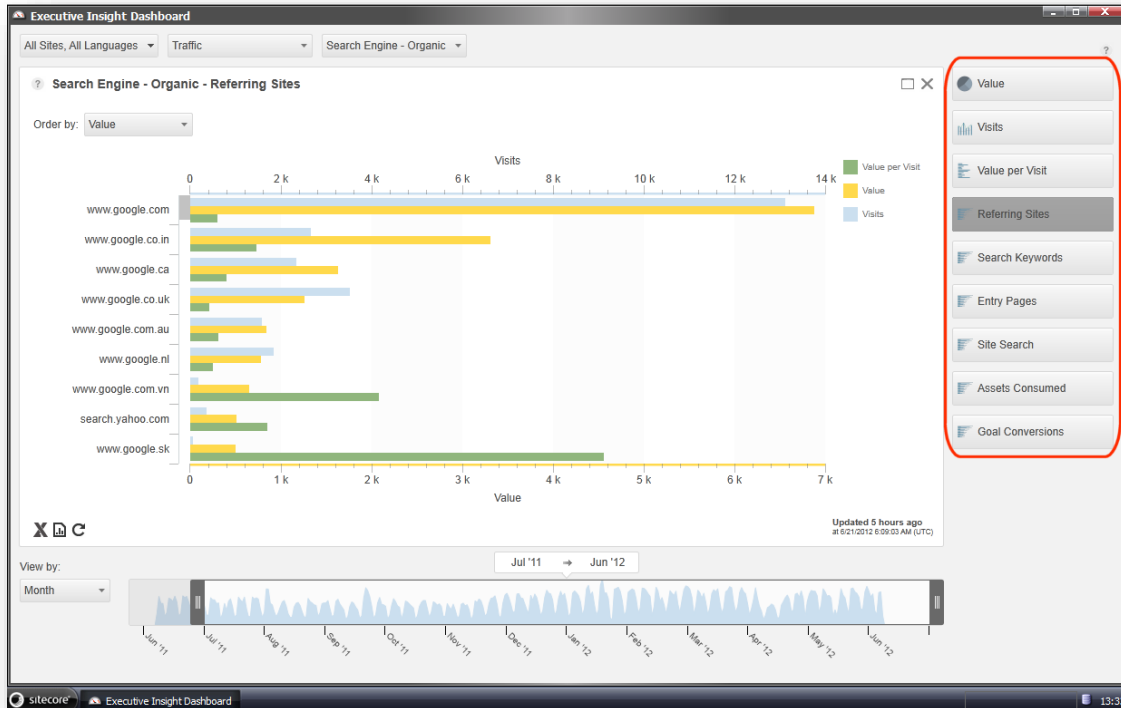 Executive Insight Dashboard
All Sites, All Languages
Traffic
Search Engine - Organic
?
? Search Engine - Organic - Referring Sites
Order by: Value
Visits
0 2 k 4 k 6 k 8 k 10 k 12 k 14 k
Value per Visit
Value
Visits
www.google.com
www.google.co.in
www.google.ca
www.google.co.uk
www.google.com.au
www.google.nl
www.google.com.vn
search.yahoo.com
www.google.sk
0 1 k 2 k 3 k 4 k 5 k 6 k 7 k
Value
Updated 5 hours ago
at 6/21/2012 6:09:03 AM (UTC)
Value
Visits
Value per Visit
Referring Sites
Search Keywords
Entry Pages
Site Search
Assets Consumed
Goal Conversions
View by:
Month
Jul '11 → Jun '12
Jun '11 Jul '11 Aug '11 Sep '11 Oct '11 Nov '11 Dec '11 Jan '12 Feb '12 Mar '12 Apr '12 May '12 Jun '12
sitecore Executive Insight Dashboard